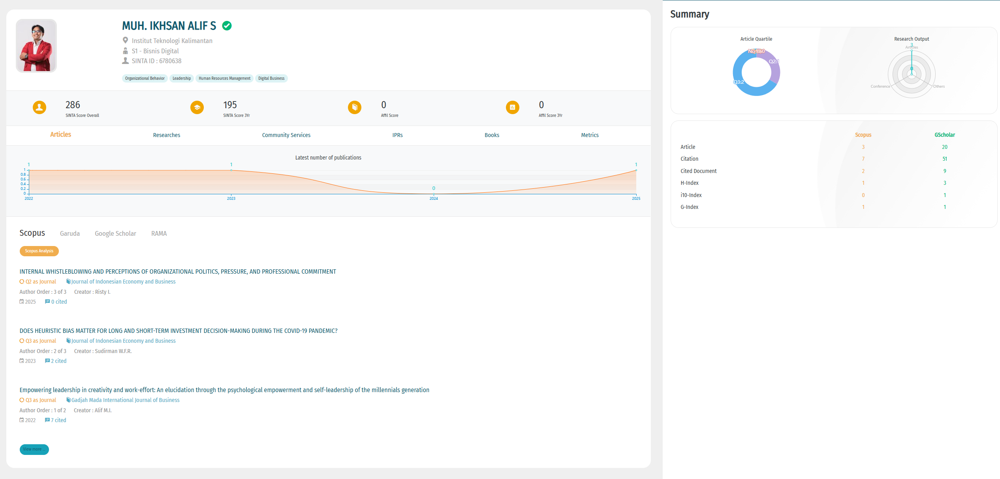 MUH. IKHSAN ALIF S
Institut Teknologi Kalimantan
S1 - Bisnis Digital
SINTA ID : 6780638
Organizational Behavior Leadership Human Resources Management Digital Business
286
SINTA Score Overall
195
SINTA Score 3Yr
0
Affil Score
0
Affil Score 3Yr
Articles Researches Community Services IPRs Books Metrics
Latest number of publications
1 1 0 1
1
0.8
0.6
0.4
0.2
0
2022 2023 2024 2025
Scopus Garuda Google Scholar RAMA
Scopus Analysis
INTERNAL WHISTLEBLOWING AND PERCEPTIONS OF ORGANIZATIONAL POLITICS, PRESSURE, AND PROFESSIONAL COMMITMENT
Q2 as Journal Journal of Indonesian Economy and Business
Author Order : 3 of 3 Creator : Risty I.
2025 0 cited
DOES HEURISTIC BIAS MATTER FOR LONG AND SHORT-TERM INVESTMENT DECISION-MAKING DURING THE COVID-19 PANDEMIC?
Q3 as Journal Journal of Indonesian Economy and Business
Author Order : 2 of 3 Creator : Sudirman W.F.R.
2023 2 cited
Empowering leadership in creativity and work-effort: An elucidation through the psychological empowerment and self-leadership of the millennials generation
Q3 as Journal Gadjah Mada International Journal of Business
Author Order : 1 of 2 Creator : Alif M.I.
2022 7 cited
View more ...
Summary
Article Quartile
No-Q:0
Q2:1
Q3:2
Research Output
3
Articles
0
Conference Others
Scopus GScholar
Article 3 20
Citation 7 51
Cited Document 2 9
H-Index 1 3
i10-Index 0 1
G-Index 1 1